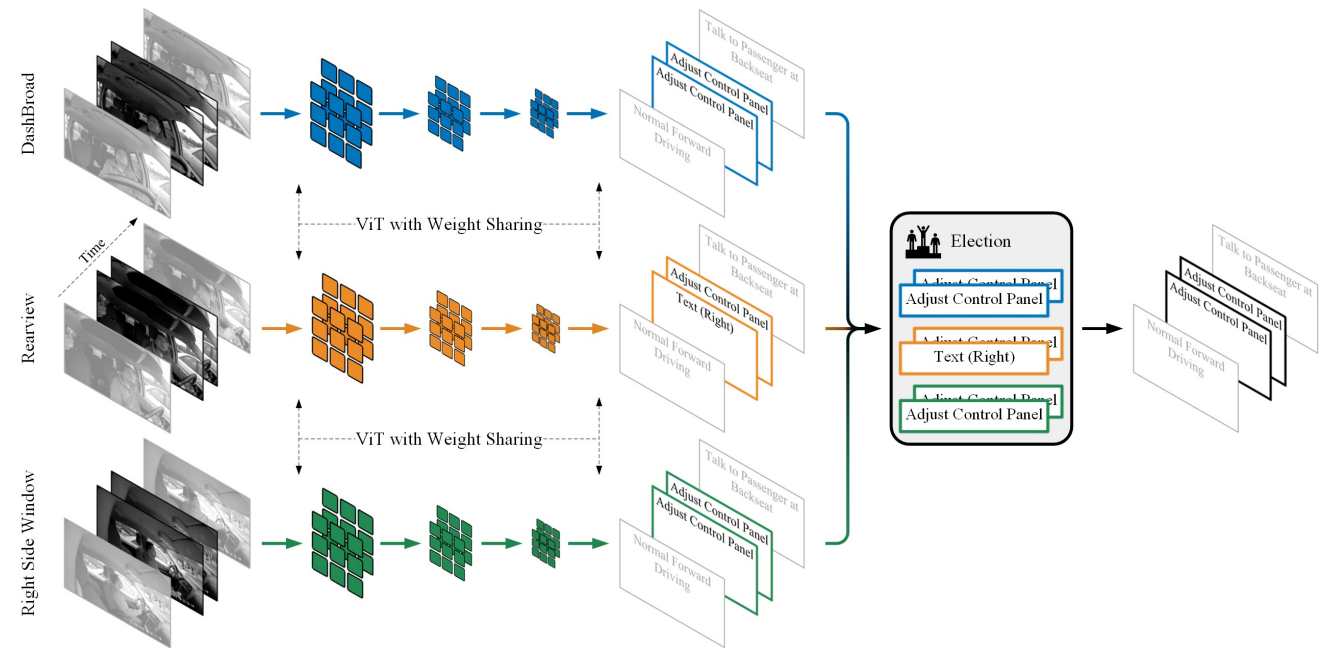 DashBroad
Talk to Passenger at
Backseat
Adjust Control Panel
Adjust Control Panel
Normal Forward
Driving
ViT with Weight Sharing
Time
Rearview
Talk to Passenger at
Backseat
Adjust Control Panel
Text (Right)
Normal Forward
Driving
Election
Adjust Control Panel
Adjust Control Panel
Adjust Control Panel
Text (Right)
Adjust Control Panel
Adjust Control Panel
Talk to Passenger at
Backseat
Adjust Control Panel
Adjust Control Panel
Normal Forward
Driving
ViT with Weight Sharing
Right Side Window
Talk to Passenger at
Backseat
Adjust Control Panel
Adjust Control Panel
Normal Forward
Driving